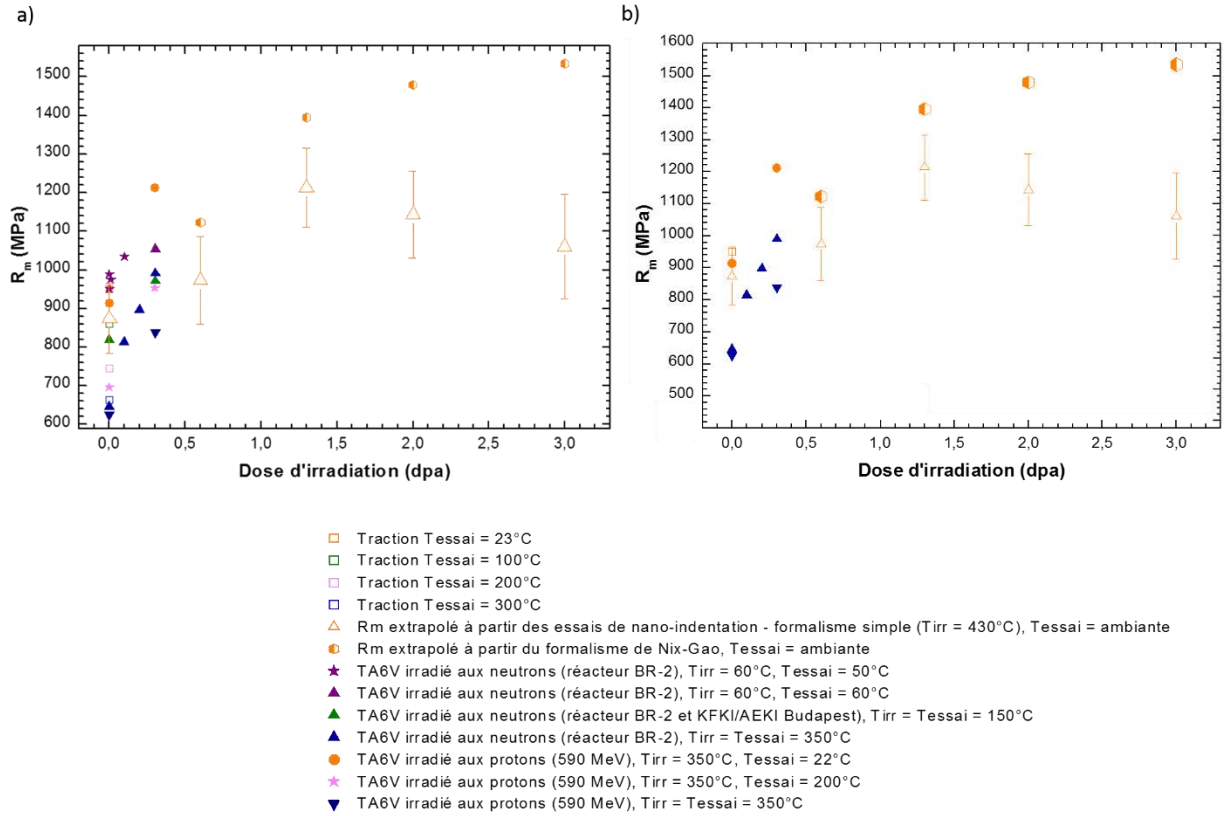 a)
b)
1500
1400
1300
1200
1100
1000
900
800
700
600
R_m (MPa)
0,0 0,5 1,0 1,5 2,0 2,5 3,0
Dose d'irradiation (dpa)
1600
1500
1400
1300
1200
1100
1000
900
800
700
600
500
R_m (MPa)
0,0 0,5 1,0 1,5 2,0 2,5 3,0
Dose d'irradiation (dpa)
Traction Tessai = 23°C
Traction Tessai = 100°C
Traction Tessai = 200°C
Traction Tessai = 300°C
Rm extrapolé à partir des essais de nano-indentation - formalisme simple (Tirr = 430°C), Tessai = ambiante
Rm extrapolé à partir du formalisme de Nix-Gao, Tessai = ambiante
TA6V irradié aux neutrons (réacteur BR-2), Tirr = 60°C, Tessai = 50°C
TA6V irradié aux neutrons (réacteur BR-2), Tirr = 60°C, Tessai = 60°C
TA6V irradié aux neutrons (réacteur BR-2 et KFKI/AEKI Budapest), Tirr = Tessai = 150°C
TA6V irradié aux neutrons (réacteur BR-2), Tirr = Tessai = 350°C
TA6V irradié aux protons (590 MeV), Tirr = 350°C, Tessai = 22°C
TA6V irradié aux protons (590 MeV), Tirr = 350°C, Tessai = 200°C
TA6V irradié aux protons (590 MeV), Tirr = Tessai = 350°C